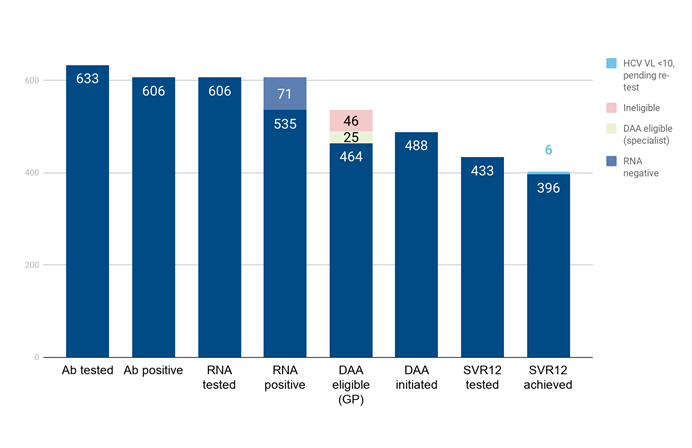 633
606
606
71
535
46
25
464
488
433
6
396
600
400
200
0
Ab tested
Ab positive
RNA
tested
RNA
positive
DAA
eligible
(GP)
DAA
initiated
SVR12
tested
SVR12
achieved
HCV VL <10,
pending re-
test
Ineligible
DAA eligible
(specialist)
RNA
negative